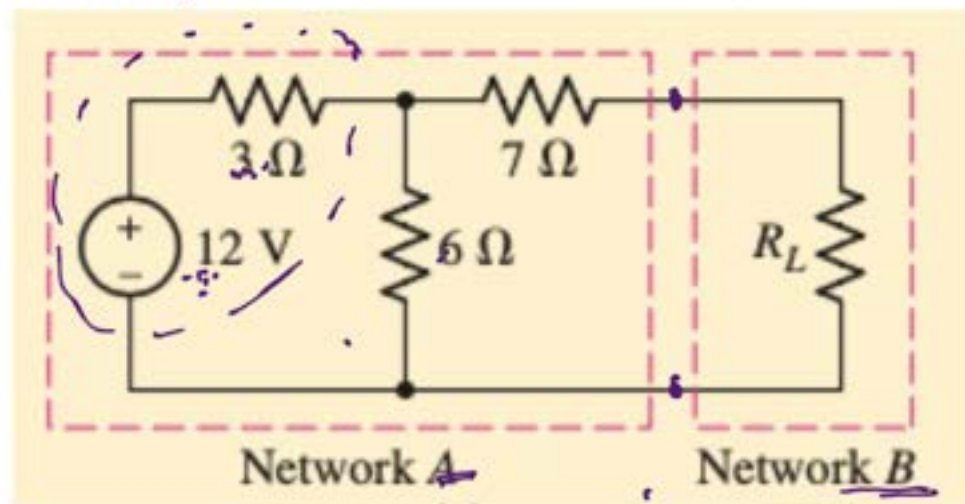 3 Ω
7 Ω
+
−
12 V
6 Ω
R_L
Network A
Network B